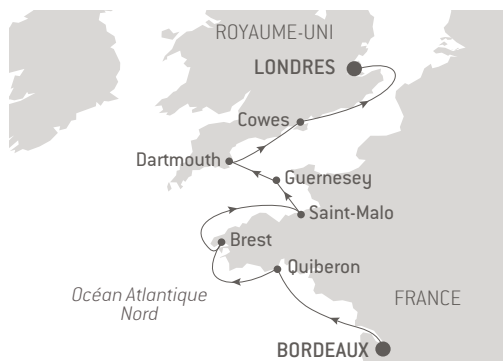 ROYAUME-UNI
LONDRES
Cowes
Dartmouth
Guernesey
Saint-Malo
Brest
Quiberon
Océan Atlantique
Nord
FRANCE
BORDEAUX